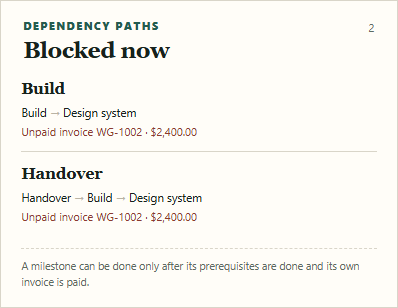 DEPENDENCY PATHS
2
Blocked now
Build
Build → Design system
Unpaid invoice WG-1002 · $2,400.00
Handover
Handover → Build → Design system
Unpaid invoice WG-1002 · $2,400.00
A milestone can be done only after its prerequisites are done and its own
invoice is paid.